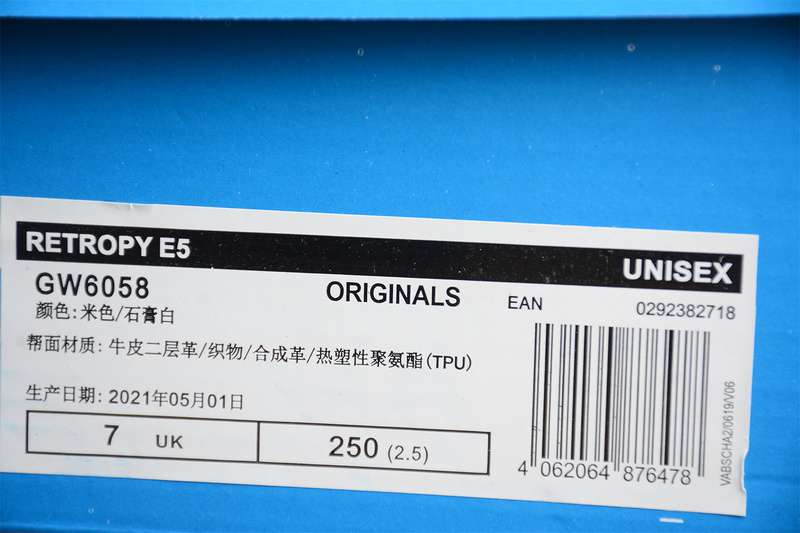 RETROPY E5
UNISEX
GW6058
ORIGINALS
EAN
0292382718
颜色: 米色/石膏白
帮面材质: 牛皮二层革/织物/合成革/热塑性聚氨酯(TPU)
生产日期: 2021年05月01日
7 UK
250 (2.5)
4 062064 876478
VABSCHA2/0619/V06